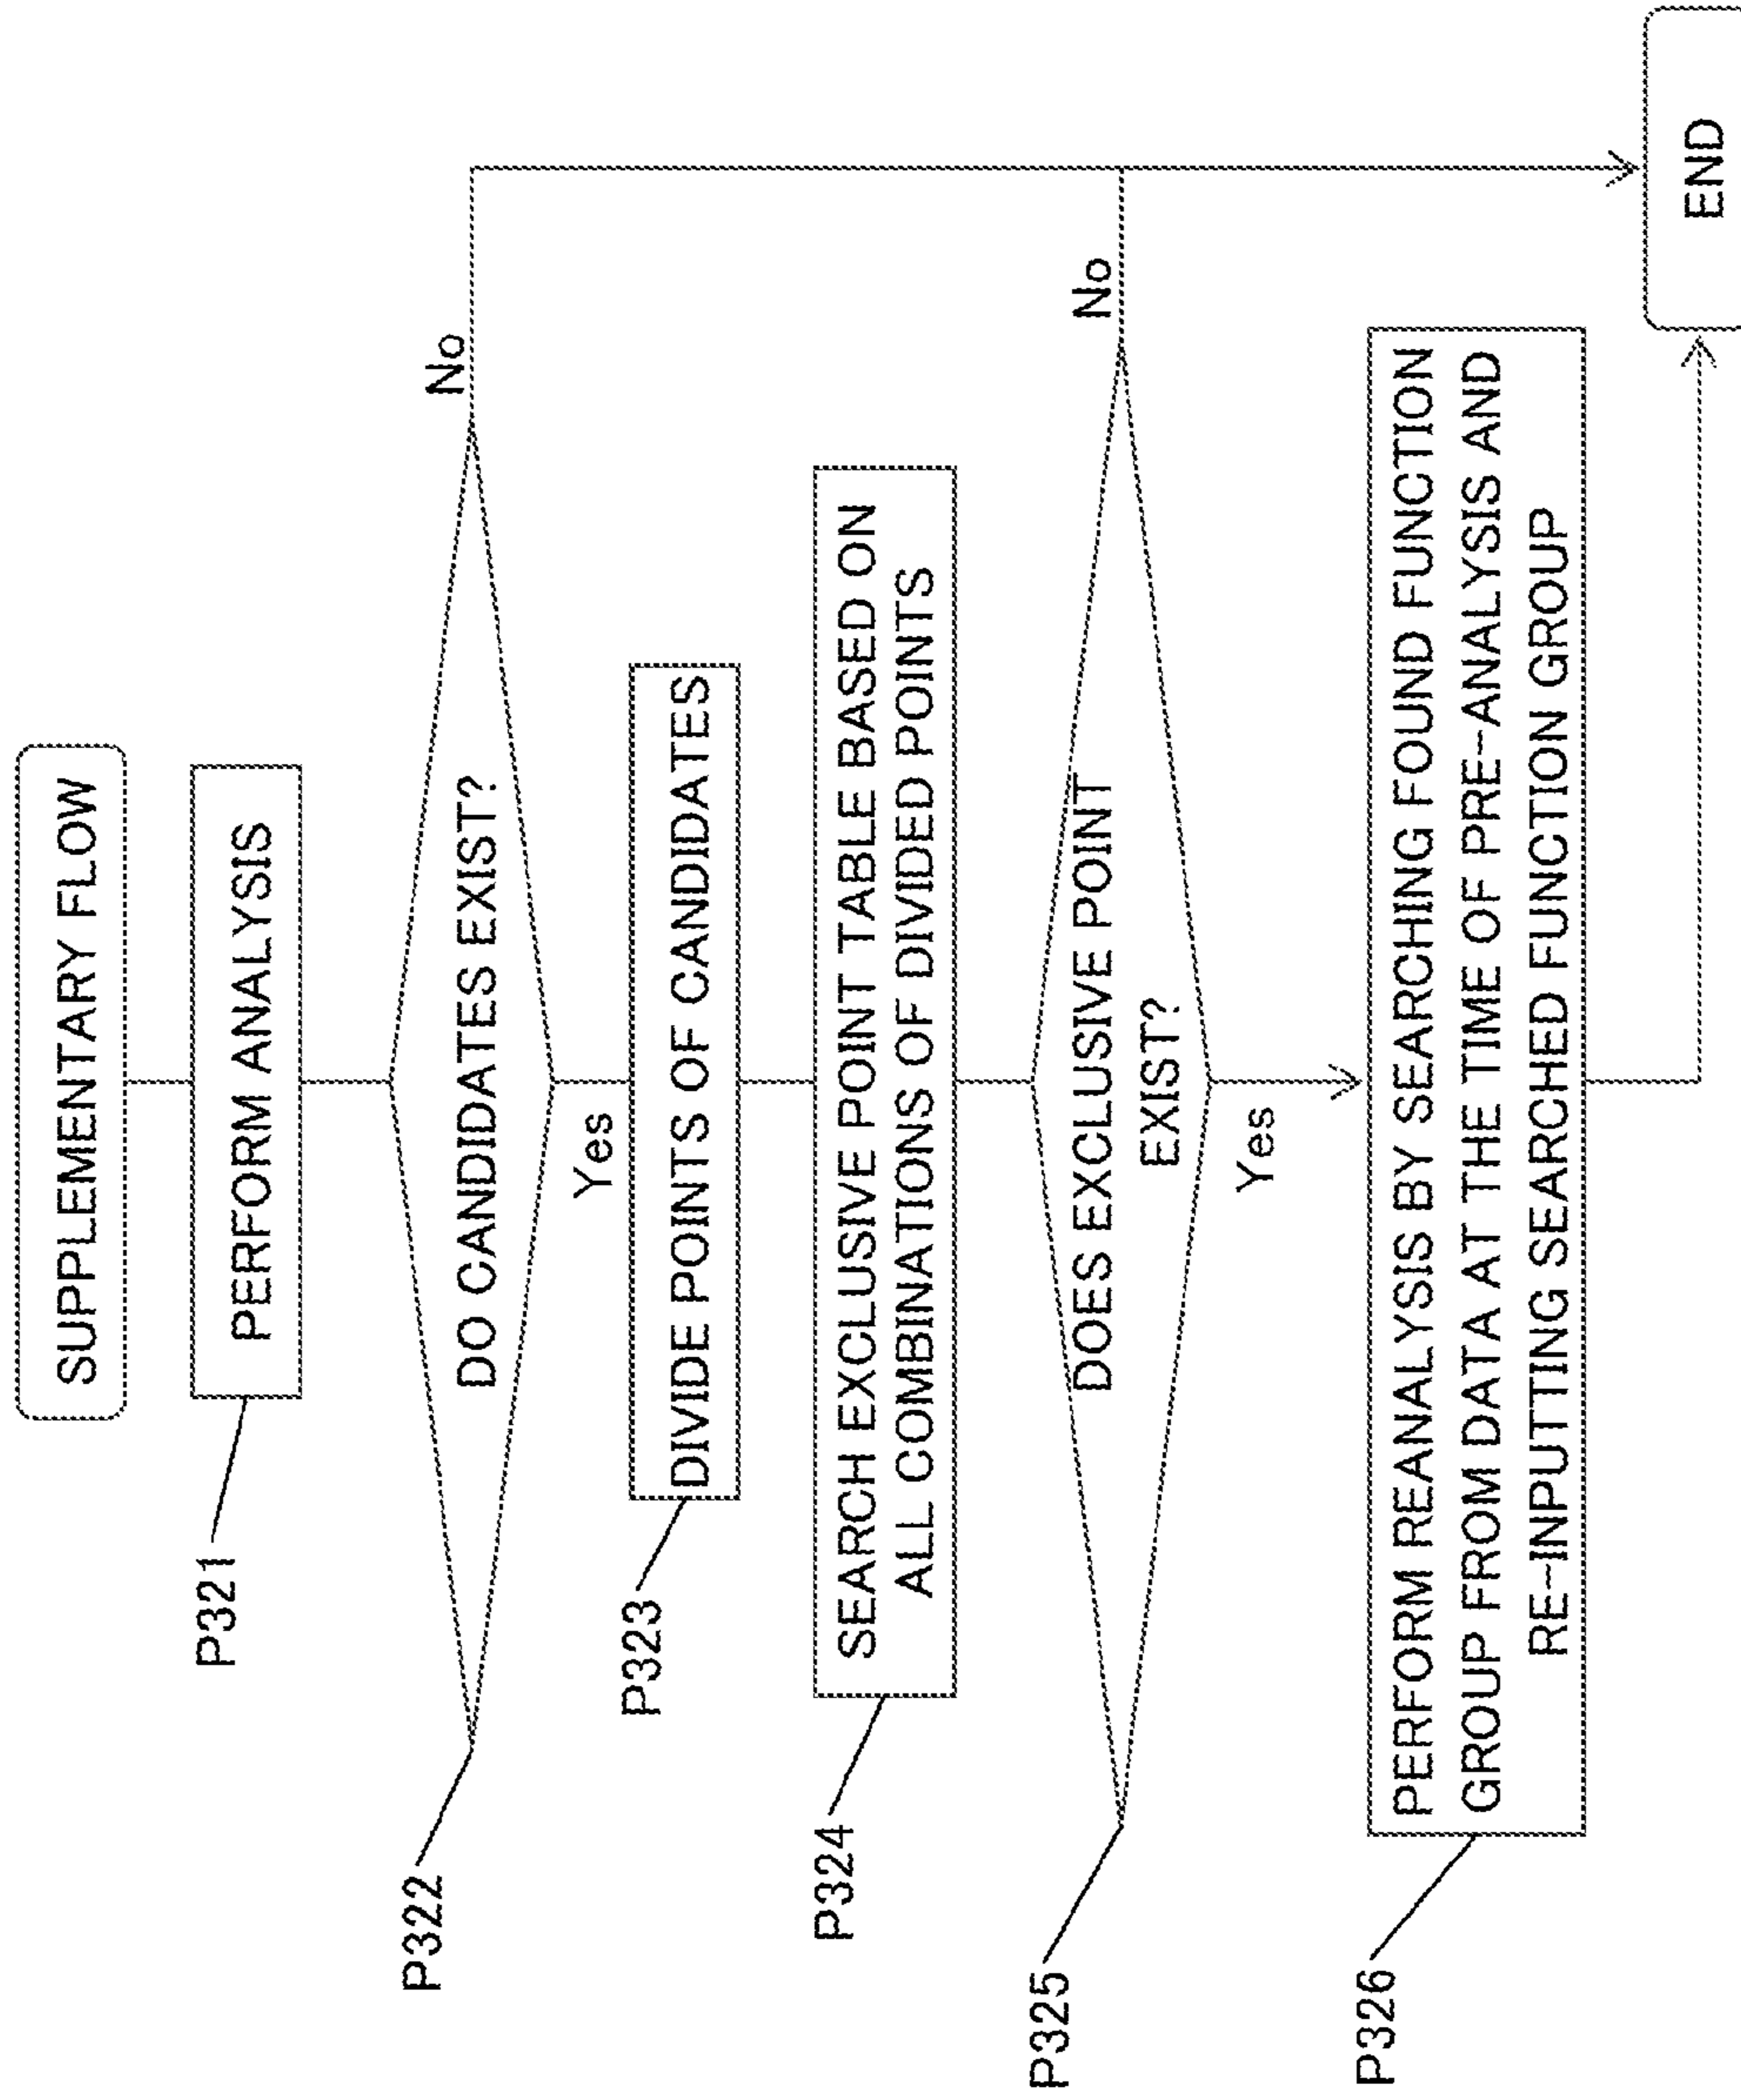 SUPPLEMENTARY FLOW
P321
PERFORM ANALYSIS
P322
DO CANDIDATES EXIST?
No
Yes
P323
DIVIDE POINTS OF CANDIDATES
P324
SEARCH EXCLUSIVE POINT TABLE BASED ON
ALL COMBINATIONS OF DIVIDED POINTS
P325
DOES EXCLUSIVE POINT
EXIST?
No
Yes
P326
PERFORM REANALYSIS BY SEARCHING FOUND FUNCTION
GROUP FROM DATA AT THE TIME OF PRE-ANALYSIS AND
RE-INPUTTING SEARCHED FUNCTION GROUP
END